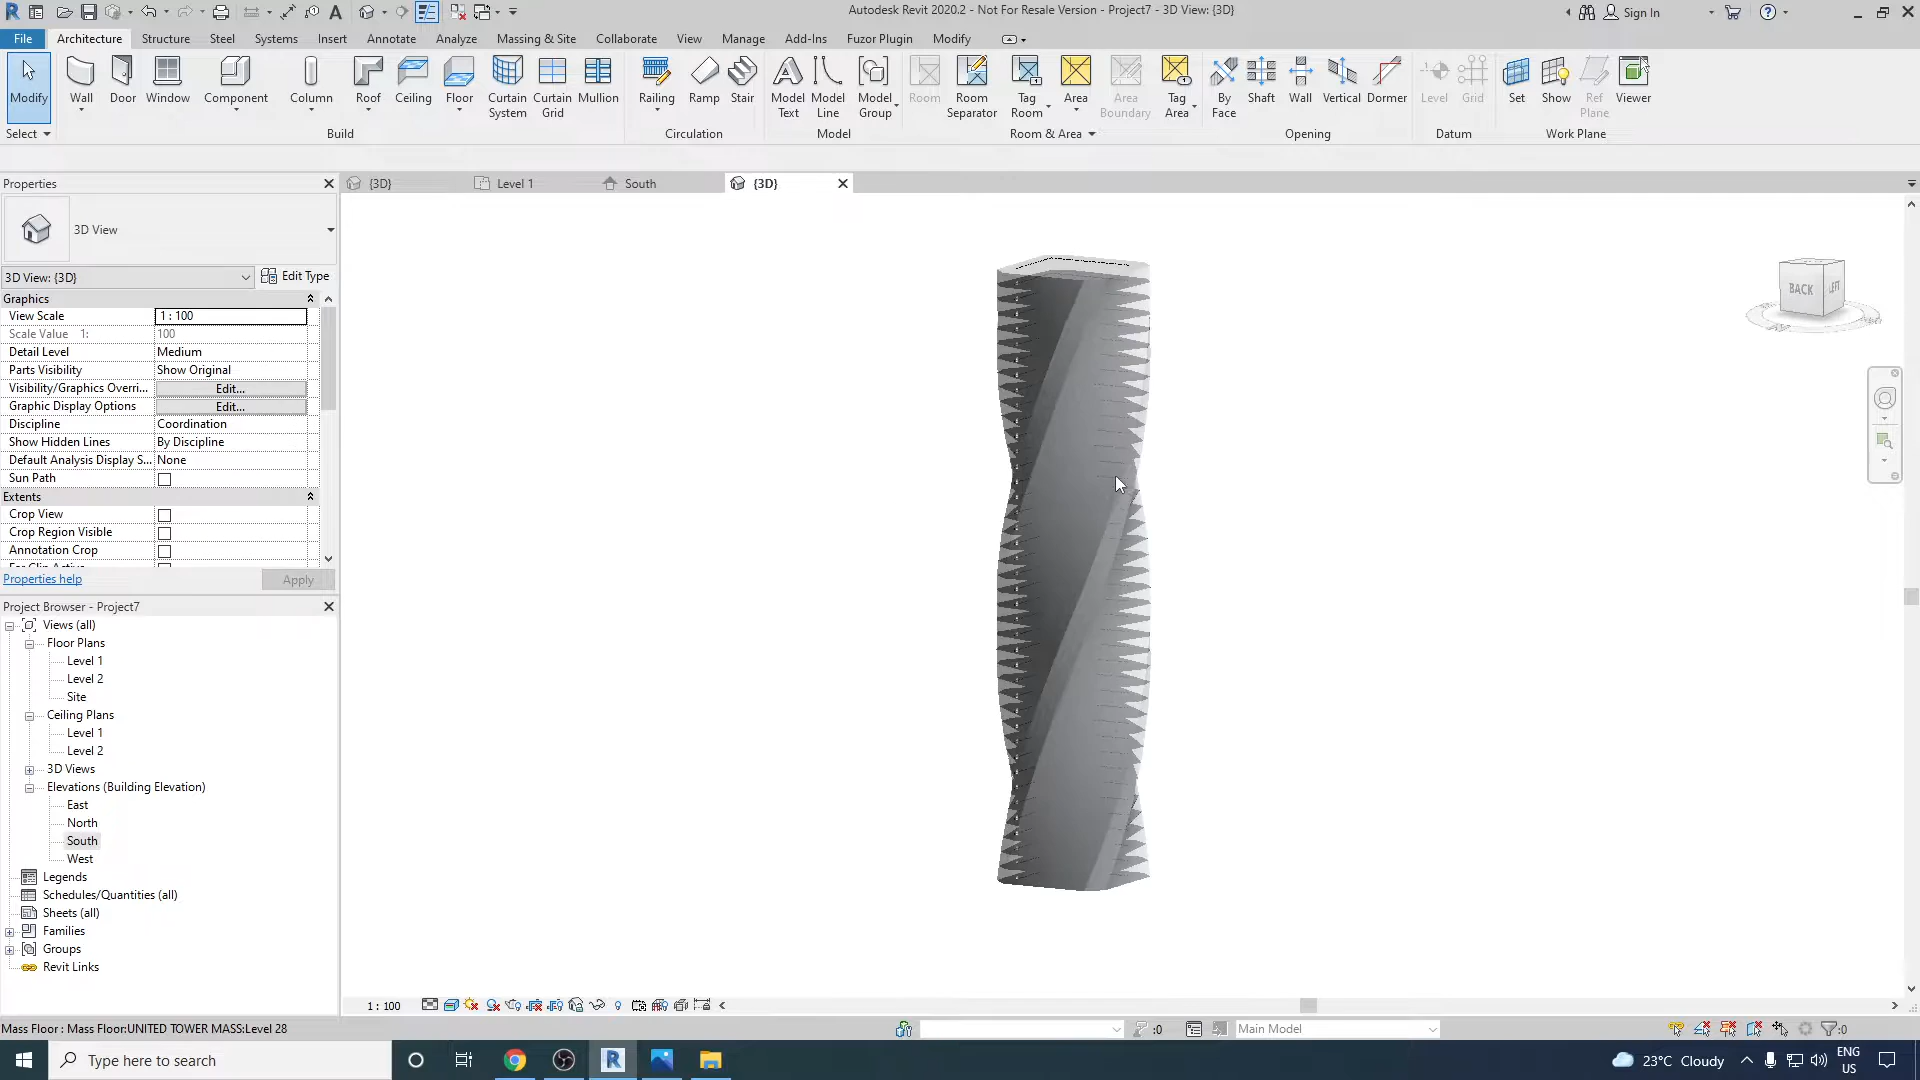 Autodesk Revit 2020.2 - Not For Resale Version - Project7 - 3D View: {3D}
Sign In
File Architecture Structure Steel Systems Insert Annotate Analyze Massing & Site Collaborate View Manage Add-Ins Fuzor Plugin Modify
Modify Wall Door Window Component Column Roof Ceiling Floor Curtain System Curtain Grid Mullion Railing Ramp Stair Model Text Model Line Model Group Room Room Separator Tag Room Area Area Boundary Tag Area By Face Shaft Wall Vertical Dormer Level Grid Set Show Ref Plane Viewer
Select Build Circulation Model Room & Area Opening Datum Work Plane
Properties
{3D} Level 1 South {3D}
3D View
3D View: {3D} Edit Type
Graphics
View Scale 1 : 100
Scale Value 1: 100
Detail Level Medium
Parts Visibility Show Original
Visibility/Graphics Overri... Edit...
Graphic Display Options Edit...
Discipline Coordination
Show Hidden Lines By Discipline
Default Analysis Display S... None
Sun Path
Extents
Crop View
Crop Region Visible
Annotation Crop
Properties help Apply
BACK LEFT
Project Browser - Project7
Views (all)
Floor Plans
Level 1
Level 2
Site
Ceiling Plans
Level 1
Level 2
3D Views
Elevations (Building Elevation)
East
North
South
West
Legends
Schedules/Quantities (all)
Sheets (all)
Families
Groups
Revit Links
1 : 100
Mass Floor : Mass Floor:UNITED TOWER MASS:Level 28
:0
Main Model
:0
Type here to search
23°C Cloudy
ENG
US